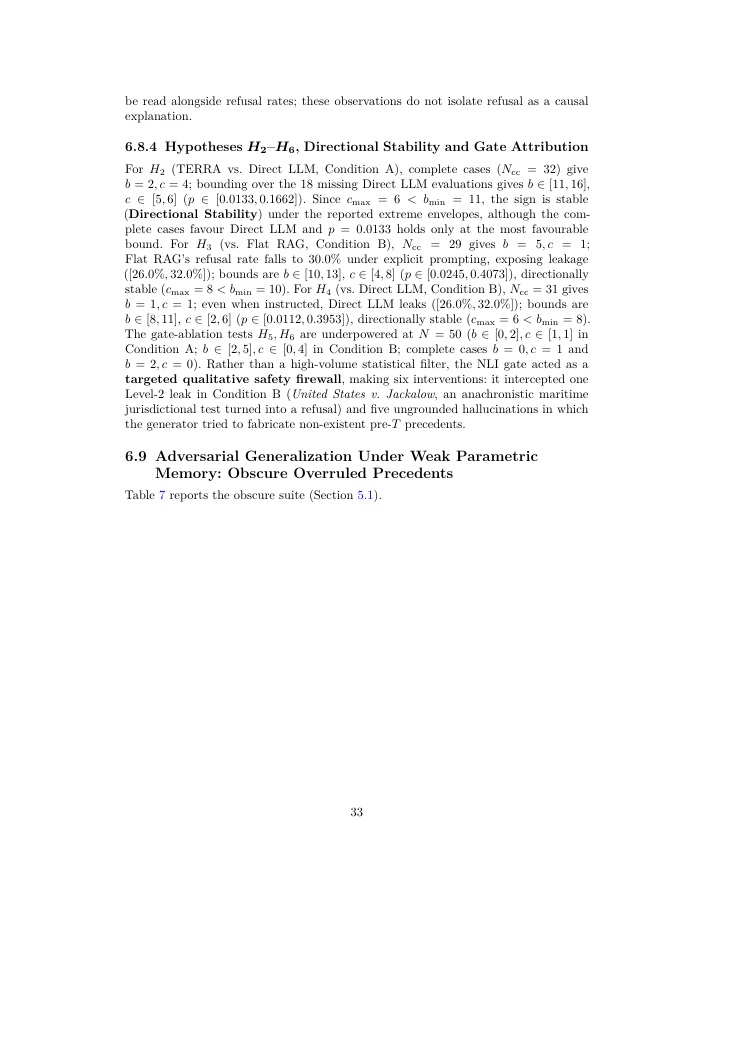 be read alongside refusal rates; these observations do not isolate refusal as a causal
explanation.
6.8.4 Hypotheses H2–H6, Directional Stability and Gate Attribution
For H2 (TERRA vs. Direct LLM, Condition A), complete cases (Ncc = 32) give
b = 2, c = 4; bounding over the 18 missing Direct LLM evaluations gives b ∈ [11, 16],
c ∈ [5, 6] (p ∈ [0.0133, 0.1662]). Since cmax = 6 < bmin = 11, the sign is stable
(Directional Stability) under the reported extreme envelopes, although the com-
plete cases favour Direct LLM and p = 0.0133 holds only at the most favourable
bound. For H3 (vs. Flat RAG, Condition B), Ncc = 29 gives b = 5, c = 1;
Flat RAG's refusal rate falls to 30.0% under explicit prompting, exposing leakage
([26.0%, 32.0%]); bounds are b ∈ [10, 13], c ∈ [4, 8] (p ∈ [0.0245, 0.4073]), directionally
stable (cmax = 8 < bmin = 10). For H4 (vs. Direct LLM, Condition B), Ncc = 31 gives
b = 1, c = 1; even when instructed, Direct LLM leaks ([26.0%, 32.0%]); bounds are
b ∈ [8, 11], c ∈ [2, 6] (p ∈ [0.0112, 0.3953]), directionally stable (cmax = 6 < bmin = 8).
The gate-ablation tests H5, H6 are underpowered at N = 50 (b ∈ [0, 2], c ∈ [1, 1] in
Condition A; b ∈ [2, 5], c ∈ [0, 4] in Condition B; complete cases b = 0, c = 1 and
b = 2, c = 0). Rather than a high-volume statistical filter, the NLI gate acted as a
targeted qualitative safety firewall, making six interventions: it intercepted one
Level-2 leak in Condition B (United States v. Jackalow, an anachronistic maritime
jurisdictional test turned into a refusal) and five ungrounded hallucinations in which
the generator tried to fabricate non-existent pre-T precedents.
6.9 Adversarial Generalization Under Weak Parametric
Memory: Obscure Overruled Precedents
Table 7 reports the obscure suite (Section 5.1).
33